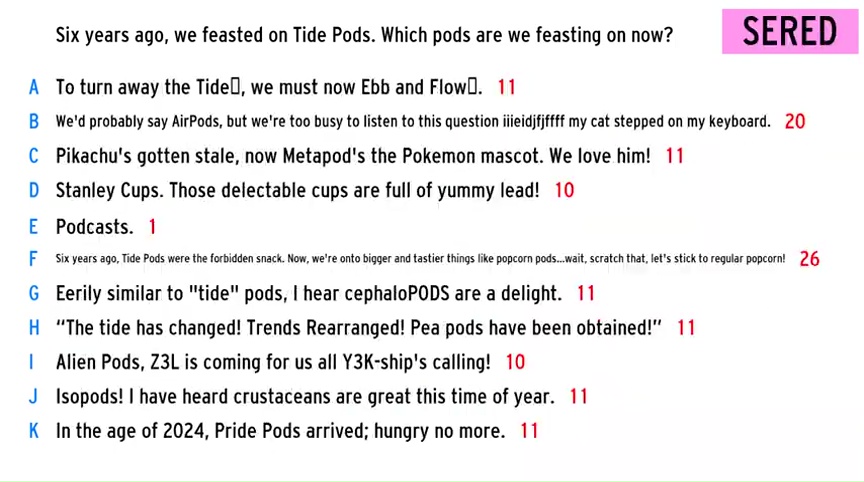 Six years ago, we feasted on Tide Pods. Which pods are we feasting on now?
SERED
A To turn away the Tide▯, we must now Ebb and Flow▯. 11
B We'd probably say AirPods, but we're too busy to listen to this question iiieidjfjffff my cat stepped on my keyboard. 20
C Pikachu's gotten stale, now Metapod's the Pokemon mascot. We love him! 11
D Stanley Cups. Those delectable cups are full of yummy lead! 10
E Podcasts. 1
F Six years ago, Tide Pods were the forbidden snack. Now, we're onto bigger and tastier things like popcorn pods...wait, scratch that, let's stick to regular popcorn! 26
G Eerily similar to "tide" pods, I hear cephaloPODS are a delight. 11
H “The tide has changed! Trends Rearranged! Pea pods have been obtained!” 11
I Alien Pods, Z3L is coming for us all Y3K-ship's calling! 10
J Isopods! I have heard crustaceans are great this time of year. 11
K In the age of 2024, Pride Pods arrived; hungry no more. 11